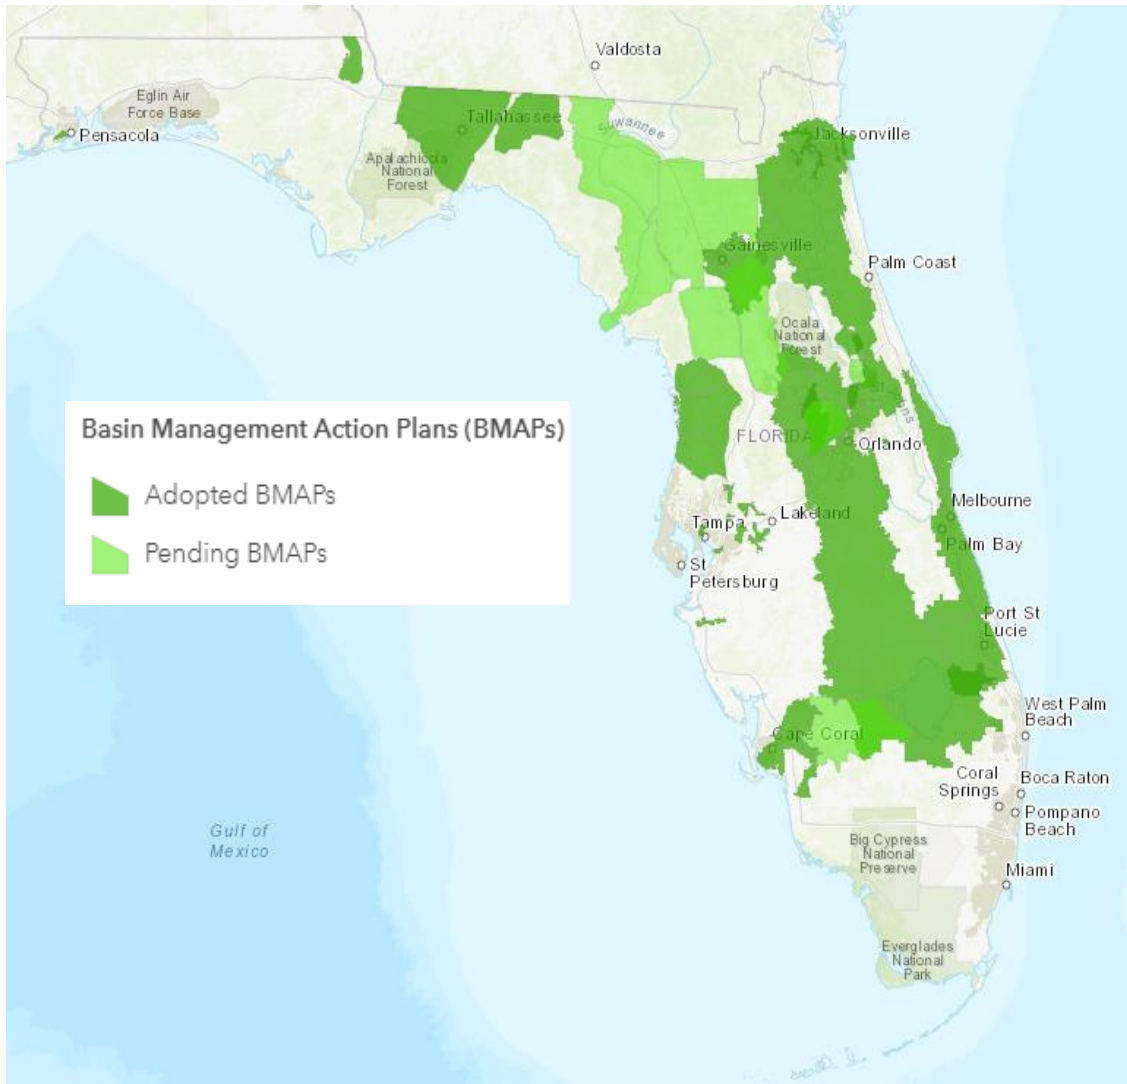 Valdosta
Eglin Air
Force Base
Pensacola
Tallahassee
Suwannee
Jacksonville
Apalachicola
National
Forest
Gainesville
Palm Coast
Ocala
National
Forest
St Johns
Basin Management Action Plans (BMAPs)
Adopted BMAPs
Pending BMAPs
FLORIDA
Orlando
Melbourne
Lakeland
Tampa
Palm Bay
St
Petersburg
Port St
Lucie
West Palm
Beach
Cape Coral
Coral
Springs
Boca Raton
Pompano
Beach
Gulf of
Mexico
Big Cypress
National
Preserve
Miami
Everglades
National
Park